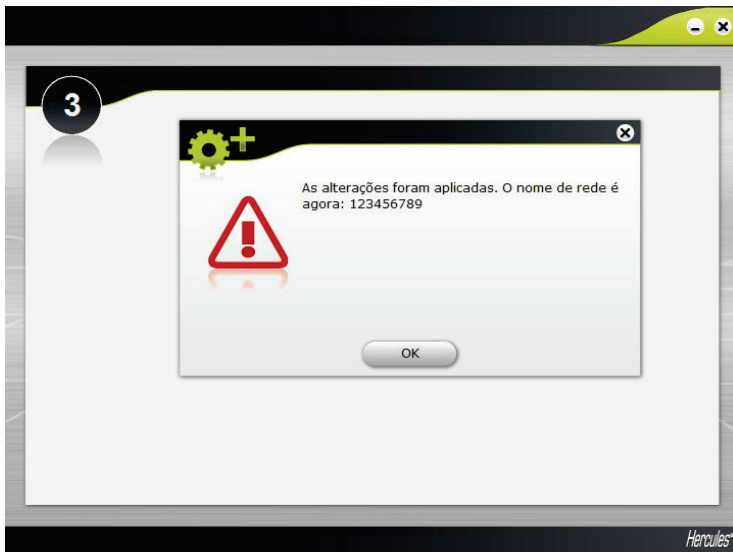 3
As alterações foram aplicadas. O nome de rede é
agora: 123456789
OK
Hercules